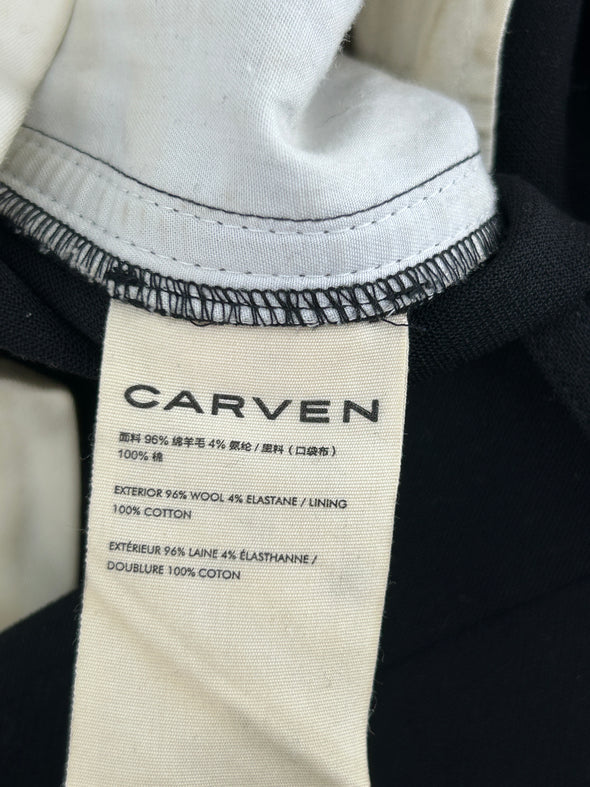 CARVEN
面料 96% 绵羊毛 4% 氨纶 / 里料（口袋布）
100% 棉
EXTERIOR 96% WOOL 4% ELASTANE / LINING
100% COTTON
EXTÉRIEUR 96% LAINE 4% ÉLASTHANNE /
DOUBLURE 100% COTON